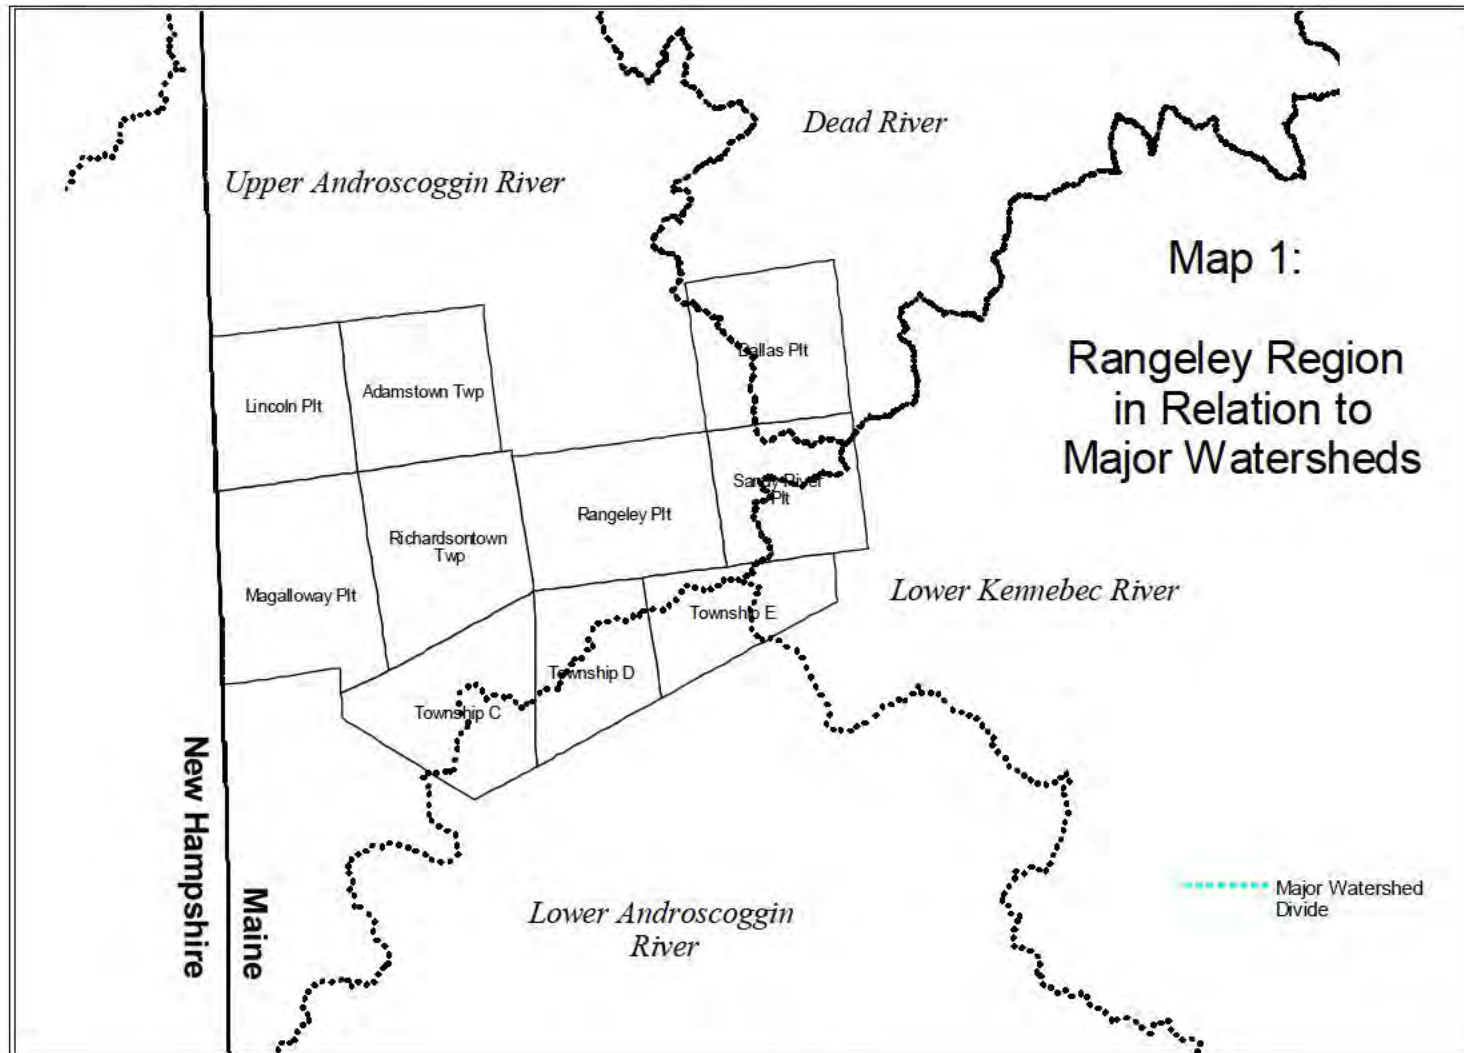 Dead River
Upper Androscoggin River
Map 1:
Rangeley Region
in Relation to
Major Watersheds
Dallas Plt
Lincoln Plt
Adamstown Twp
Sandy River
Plt
Rangeley Plt
Richardsontown
Twp
Magalloway Plt
Lower Kennebec River
Township E
Township D
Township C
New Hampshire
Maine
Lower Androscoggin
River
Major Watershed
Divide